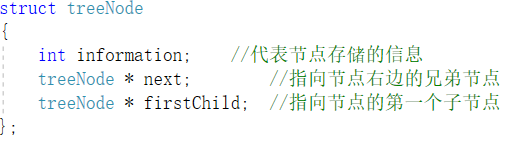 struct treeNode
{
int information; //代表节点存储的信息
treeNode * next; //指向节点右边的兄弟节点
treeNode * firstChild; //指向节点的第一个子节点
};